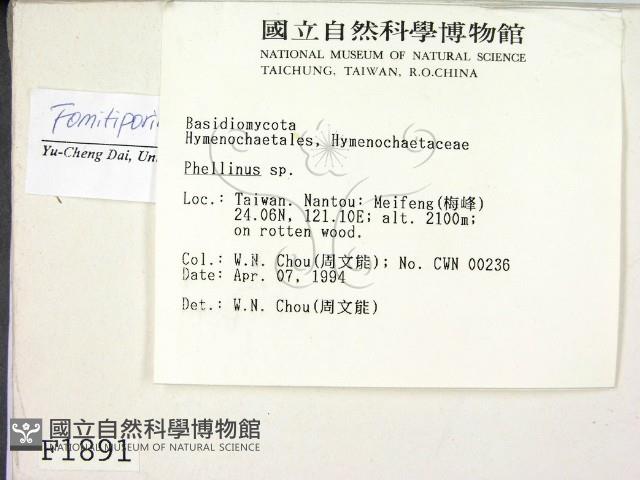 國立自然科學博物館
NATIONAL MUSEUM OF NATURAL SCIENCE
TAICHUNG, TAIWAN, R.O.CHINA
Yu-Cheng Dai,
Basidiomycota
Hymenochaetales, Hymenochaetaceae
Phellinus sp.
Loc.: Taiwan. Nantou: Meifeng(梅峰)
24.06N, 121.10E; alt. 2100m;
on rotten wood.
Col.: W.N. Chou(周文能); No. CWN 00236
Date: Apr. 07, 1994
Det.: W.N. Chou(周文能)
國立自然科學博物館
NATIONAL MUSEUM OF NATURAL SCIENCE
F1891